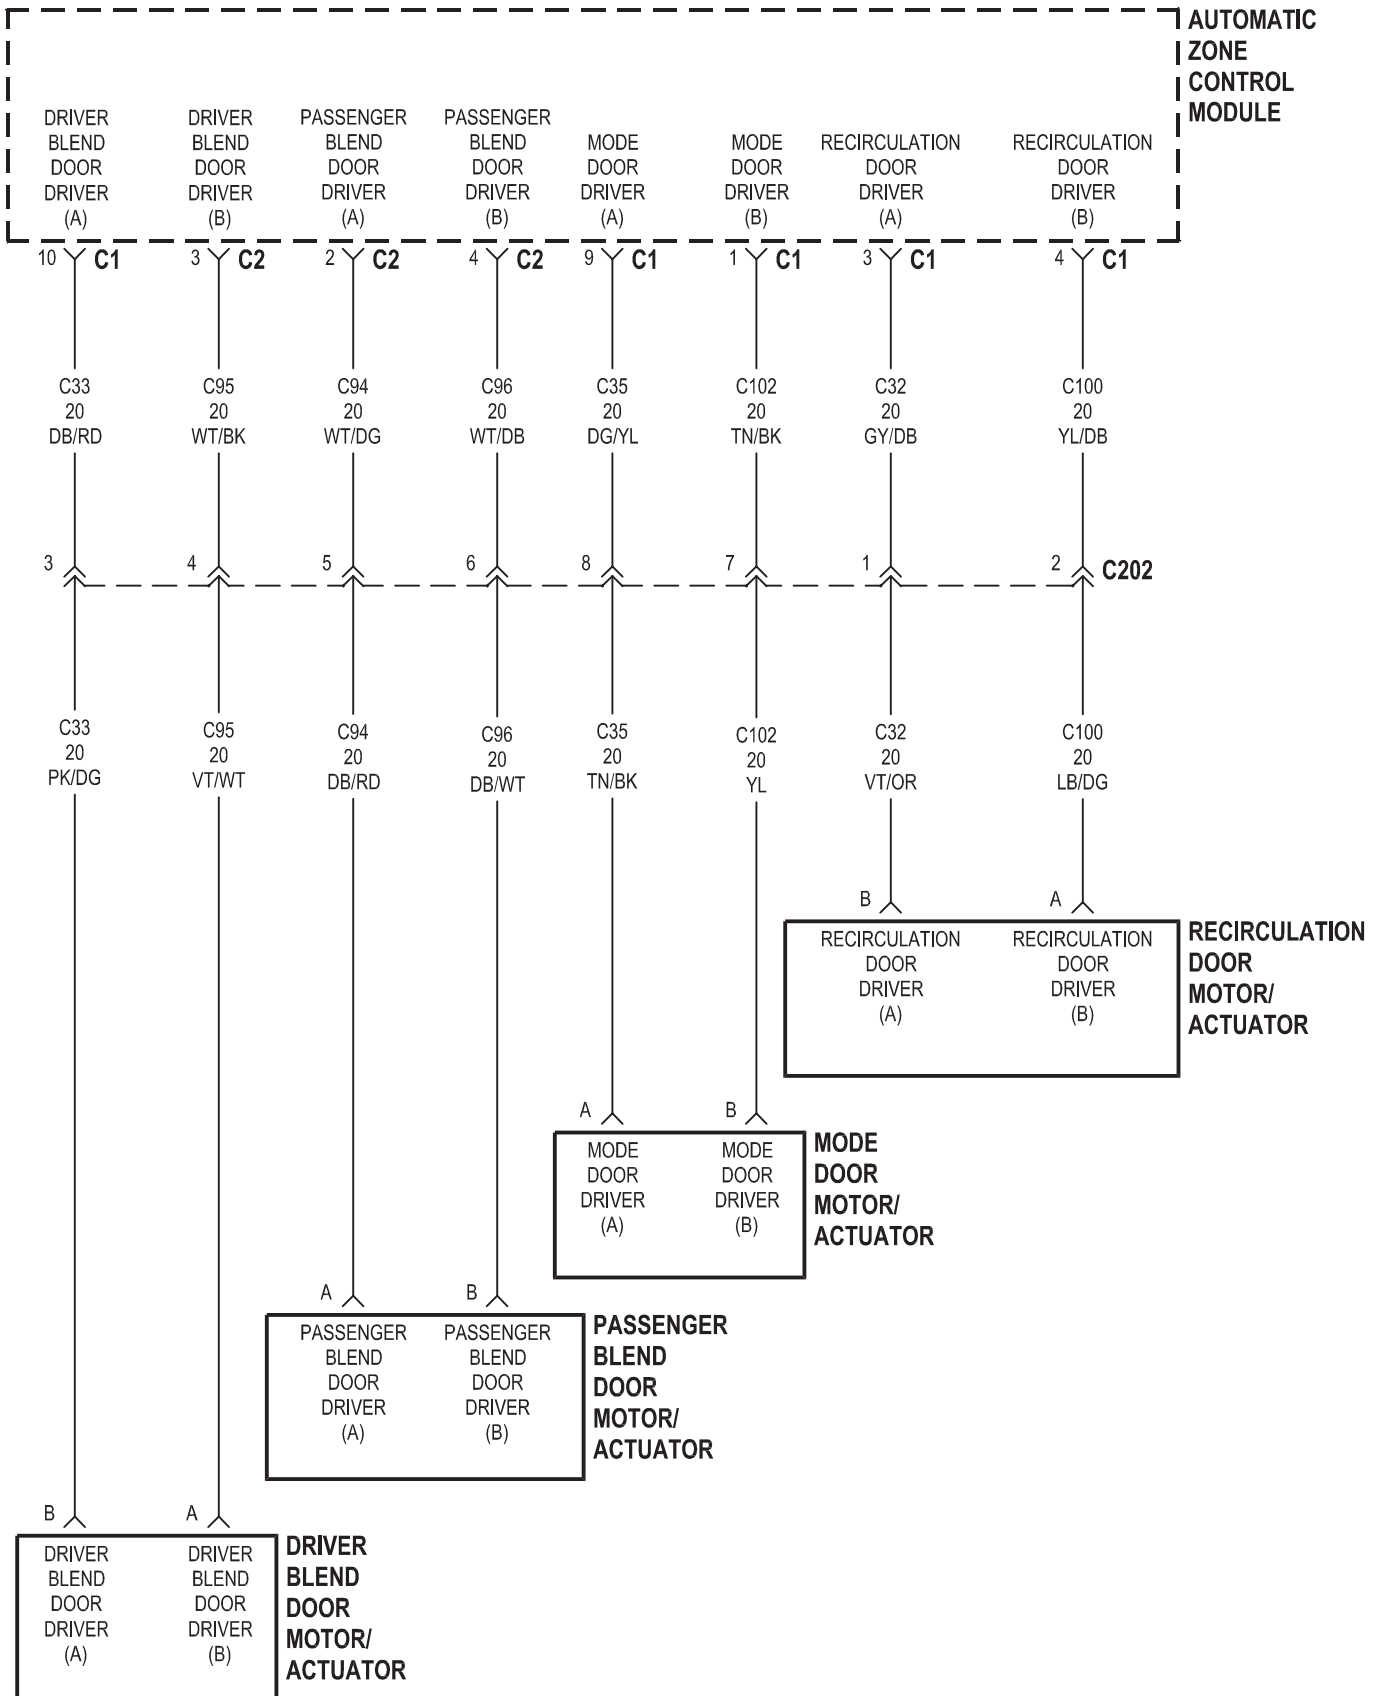 AUTOMATIC
ZONE
CONTROL
MODULE
DRIVER
BLEND
DOOR
DRIVER
(A)
DRIVER
BLEND
DOOR
DRIVER
(B)
PASSENGER
BLEND
DOOR
DRIVER
(A)
PASSENGER
BLEND
DOOR
DRIVER
(B)
MODE
DOOR
DRIVER
(A)
MODE
DOOR
DRIVER
(B)
RECIRCULATION
DOOR
DRIVER
(A)
RECIRCULATION
DOOR
DRIVER
(B)
10 C1
3 C2
2 C2
4 C2
9 C1
1 C1
3 C1
4 C1
C33
20
DB/RD
C95
20
WT/BK
C94
20
WT/DG
C96
20
WT/DB
C35
20
DG/YL
C102
20
TN/BK
C32
20
GY/DB
C100
20
YL/DB
3
4
5
6
8
7
1
2
C202
C33
20
PK/DG
C95
20
VT/WT
C94
20
DB/RD
C96
20
DB/WT
C35
20
TN/BK
C102
20
YL
C32
20
VT/OR
C100
20
LB/DG
B
A
RECIRCULATION
DOOR
DRIVER
(A)
RECIRCULATION
DOOR
DRIVER
(B)
RECIRCULATION
DOOR
MOTOR/
ACTUATOR
A
B
MODE
DOOR
DRIVER
(A)
MODE
DOOR
DRIVER
(B)
MODE
DOOR
MOTOR/
ACTUATOR
A
B
PASSENGER
BLEND
DOOR
DRIVER
(A)
PASSENGER
BLEND
DOOR
DRIVER
(B)
PASSENGER
BLEND
DOOR
MOTOR/
ACTUATOR
B
A
DRIVER
BLEND
DOOR
DRIVER
(A)
DRIVER
BLEND
DOOR
DRIVER
(B)
DRIVER
BLEND
DOOR
MOTOR/
ACTUATOR